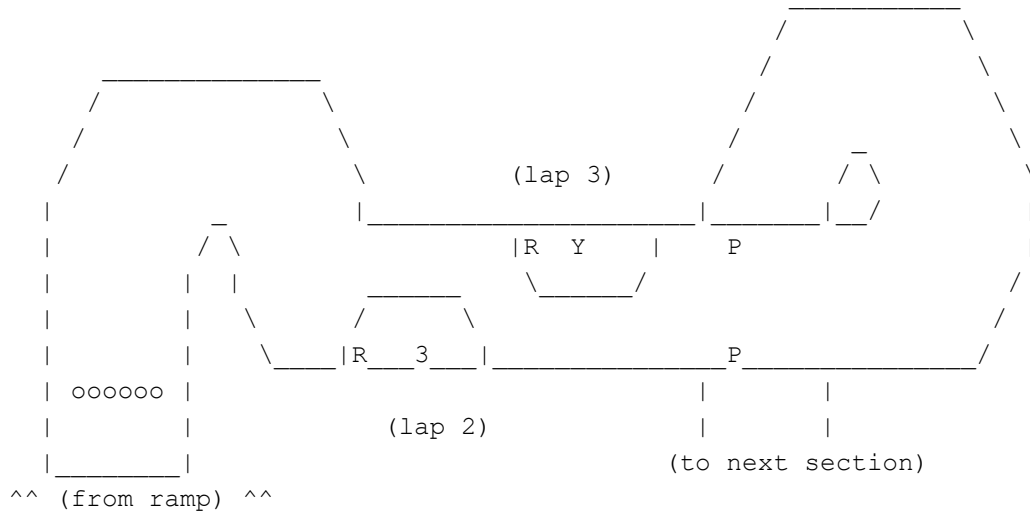 (lap 3)
R Y P
R 3 P
oooooo
(lap 2)
(to next section)
^^ (from ramp) ^^